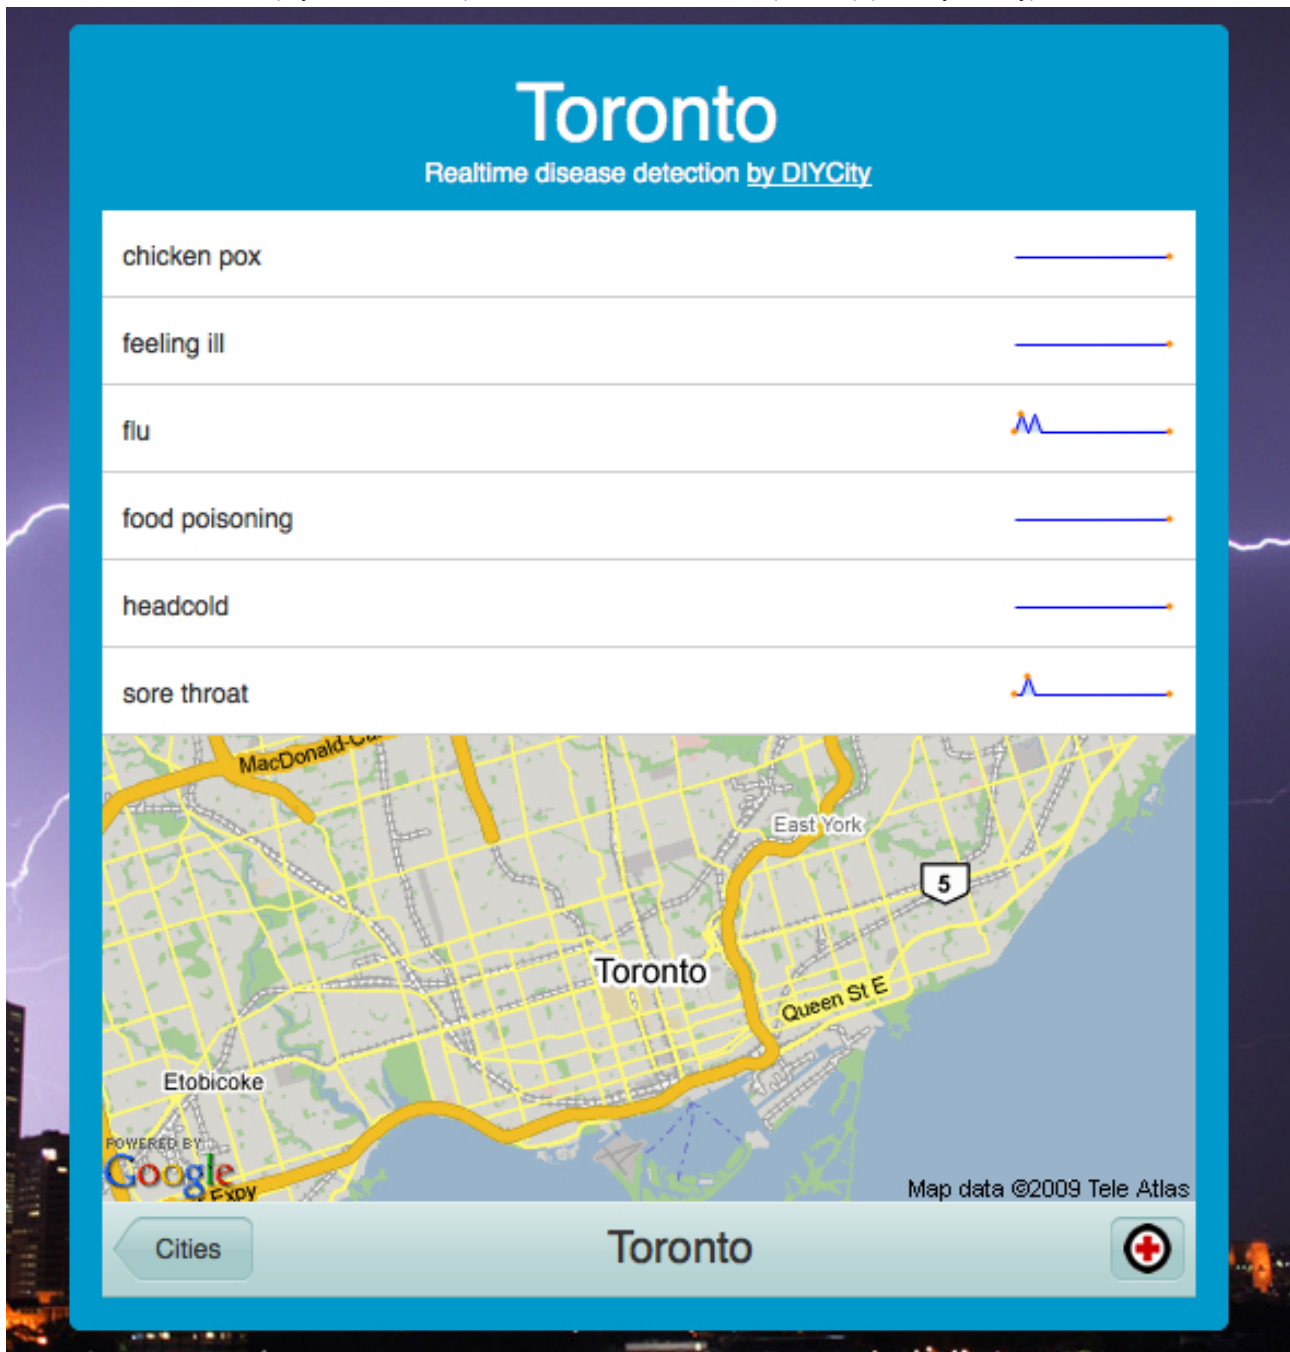 Toronto
Realtime disease detection by DIYCity
chicken pox
feeling ill
flu
food poisoning
headcold
sore throat
East York
5
Toronto
Queen St E
Etobicoke
POWERED BY
Google
Expy
Map data ©2009 Tele Atlas
Cities
Toronto